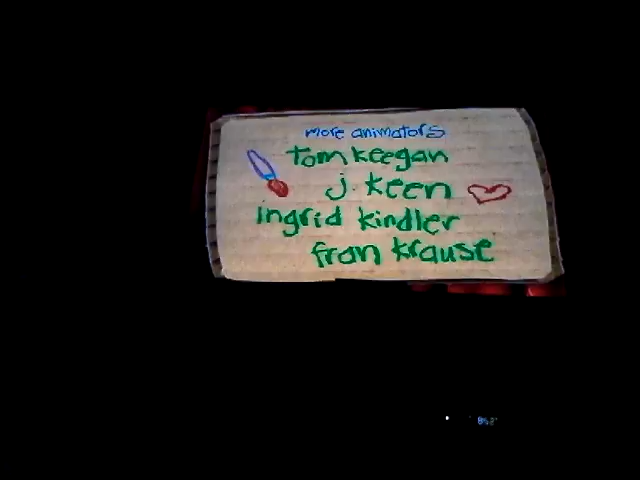 more animators
tom keegan
j. keen
ingrid kindler
fran krause